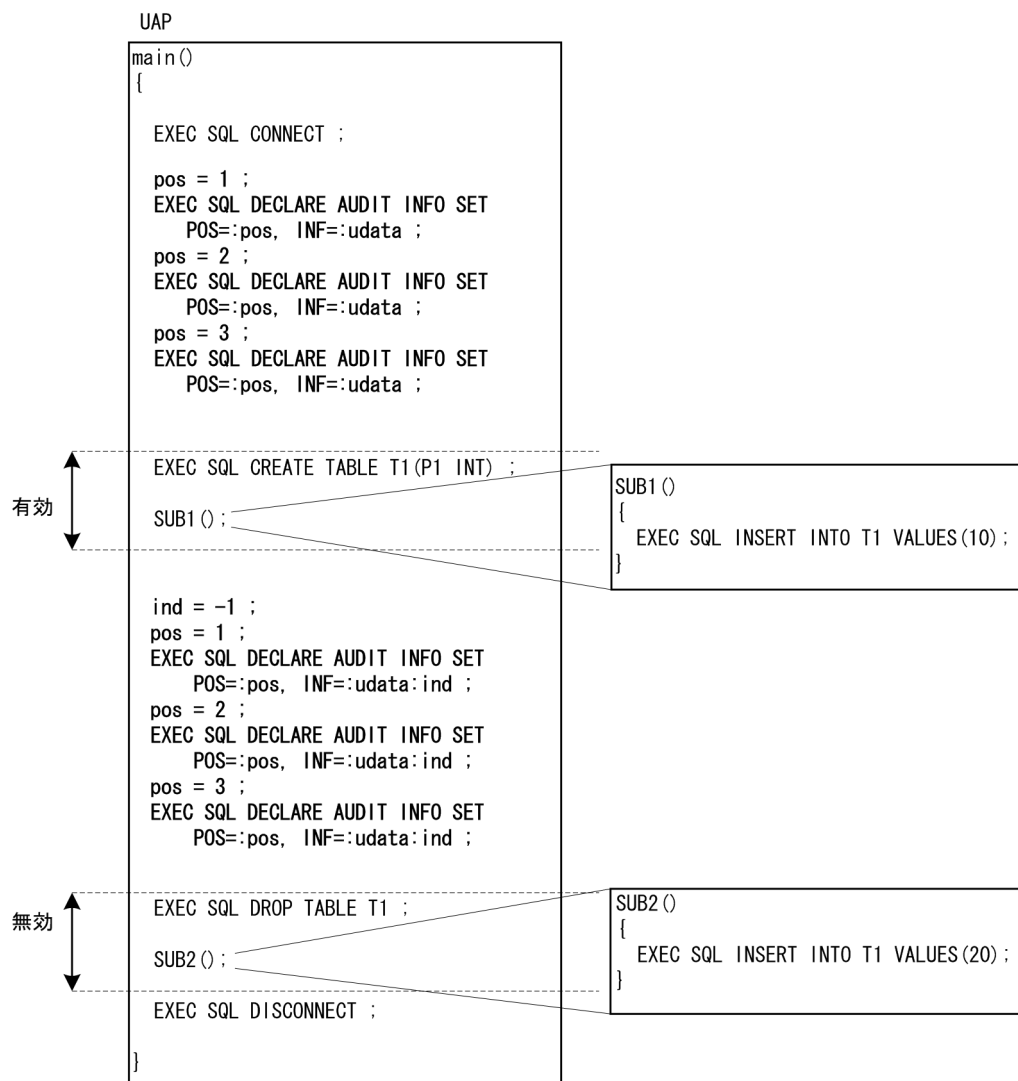 UAP
main()
{
EXEC SQL CONNECT ;
pos = 1 ;
EXEC SQL DECLARE AUDIT INFO SET
POS=:pos, INF=:udata ;
pos = 2 ;
EXEC SQL DECLARE AUDIT INFO SET
POS=:pos, INF=:udata ;
pos = 3 ;
EXEC SQL DECLARE AUDIT INFO SET
POS=:pos, INF=:udata ;
有効
EXEC SQL CREATE TABLE T1(P1 INT) ;
SUB1();
SUB1()
{
EXEC SQL INSERT INTO T1 VALUES(10);
}
ind = -1 ;
pos = 1 ;
EXEC SQL DECLARE AUDIT INFO SET
POS=:pos, INF=:udata:ind ;
pos = 2 ;
EXEC SQL DECLARE AUDIT INFO SET
POS=:pos, INF=:udata:ind ;
pos = 3 ;
EXEC SQL DECLARE AUDIT INFO SET
POS=:pos, INF=:udata:ind ;
無効
EXEC SQL DROP TABLE T1 ;
SUB2();
SUB2()
{
EXEC SQL INSERT INTO T1 VALUES(20);
}
EXEC SQL DISCONNECT ;
}